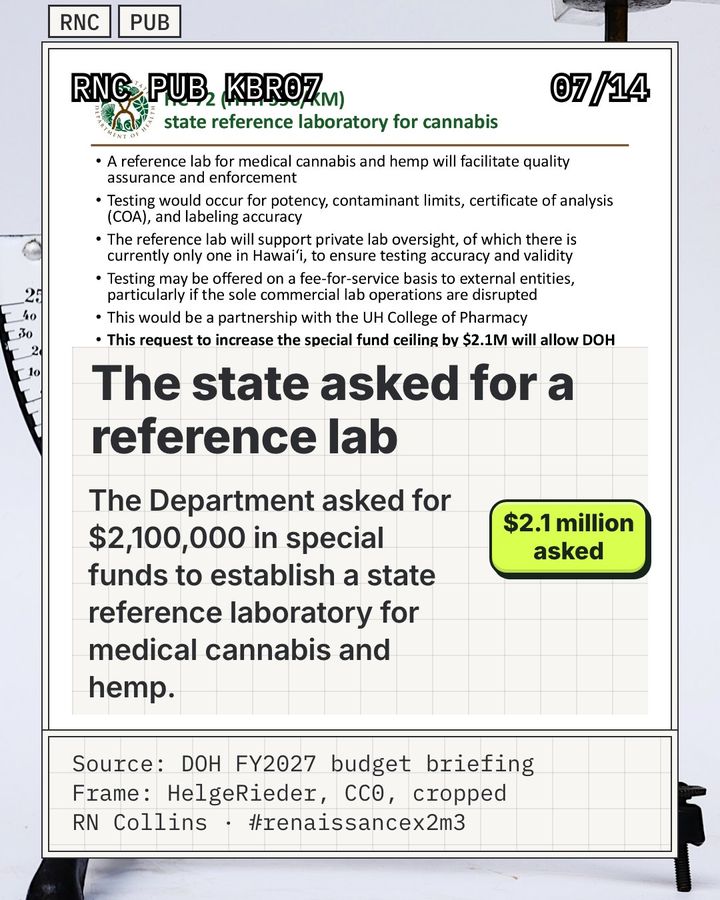 RNC PUB
RNC PUB KBR07 07/14
state reference laboratory for cannabis
• A reference lab for medical cannabis and hemp will facilitate quality
assurance and enforcement
• Testing would occur for potency, contaminant limits, certificate of analysis
(COA), and labeling accuracy
• The reference lab will support private lab oversight, of which there is
currently only one in Hawai‘i, to ensure testing accuracy and validity
• Testing may be offered on a fee-for-service basis to external entities,
particularly if the sole commercial lab operations are disrupted
• This would be a partnership with the UH College of Pharmacy
• This request to increase the special fund ceiling by $2.1M will allow DOH
The state asked for a
reference lab
The Department asked for
$2,100,000 in special
funds to establish a state
reference laboratory for
medical cannabis and
hemp.
$2.1 million
asked
25
40
30
20
10
Source: DOH FY2027 budget briefing
Frame: HelgeRieder, CC0, cropped
RN Collins · #renaissancex2m3